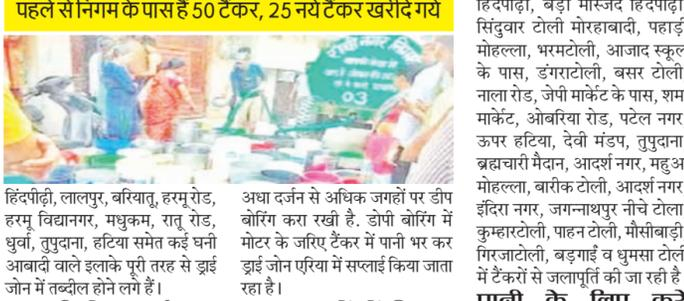 पहले से निगम के पास हैं 50 टैंकर, 25 नये टैंकर खरीदे गये
03
हिंदपीढ़ी, लालपुर, बरियातू, हरमू रोड,
हरमू विद्यानगर, मधुकम, रातू रोड,
धुर्वा, तुपुदाना, हटिया समेत कई घनी
आबादी वाले इलाके पूरी तरह से ड्राई
जोन में तब्दील होने लगे हैं।
अधा दर्जन से अधिक जगहों पर डीप
बोरिंग करा रखी है. डोपी बोरिंग में
मोटर के जरिए टैंकर में पानी भर कर
ड्राई जोन एरिया में सप्लाई किया जाता
रहा है।
हिंदपीढ़ी, बड़ी मस्जिद हिंदपीढ़ी
सिंदुवार टोली मोरहाबादी, पहाड़ी
मोहल्ला, भरमटोली, आजाद स्कूल
के पास, डंगराटोली, बसर टोली
नाला रोड, जेपी मार्केट के पास, शम
मार्केट, ओबरिया रोड, पटेल नगर
ऊपर हटिया, देवी मंडप, तुपुदाना
ब्रह्मचारी मैदान, आदर्श नगर, महुअ
मोहल्ला, बारीक टोली, आदर्श नगर
इंदिरा नगर, जगन्नाथपुर नीचे टोला
कुम्हारटोली, पाहन टोली, मौसीबाड़ी
गिरजाटोली, बड़गाईं व धुमसा टोली
में टैंकरों से जलापूर्ति की जा रही है
पानी के लिए